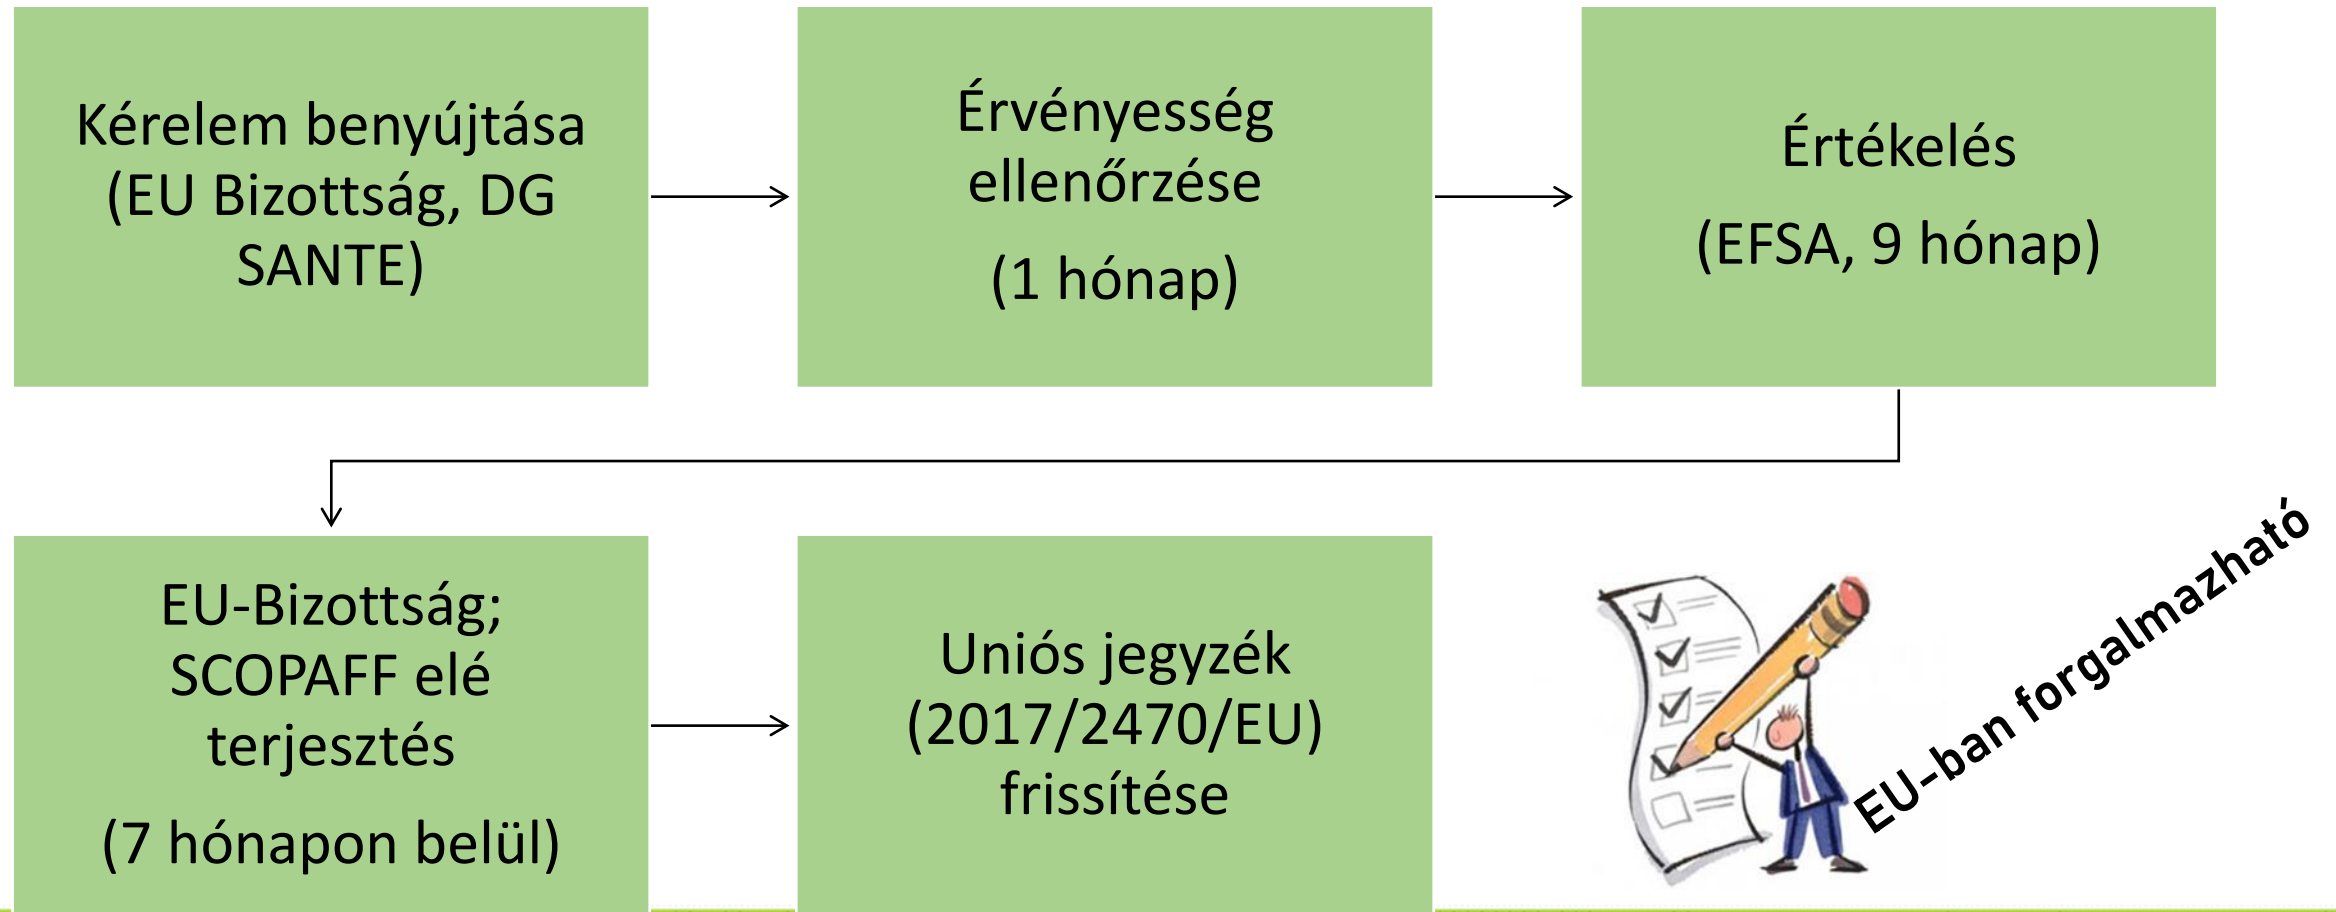 Kérelem benyújtása
(EU Bizottság, DG
SANTE)
Érvényesség
ellenőrzése
(1 hónap)
Értékelés
(EFSA, 9 hónap)
EU-Bizottság;
SCOPAFF elé
terjesztés
(7 hónapon belül)
Uniós jegyzék
(2017/2470/EU)
frissítése
EU-ban forgalmazható